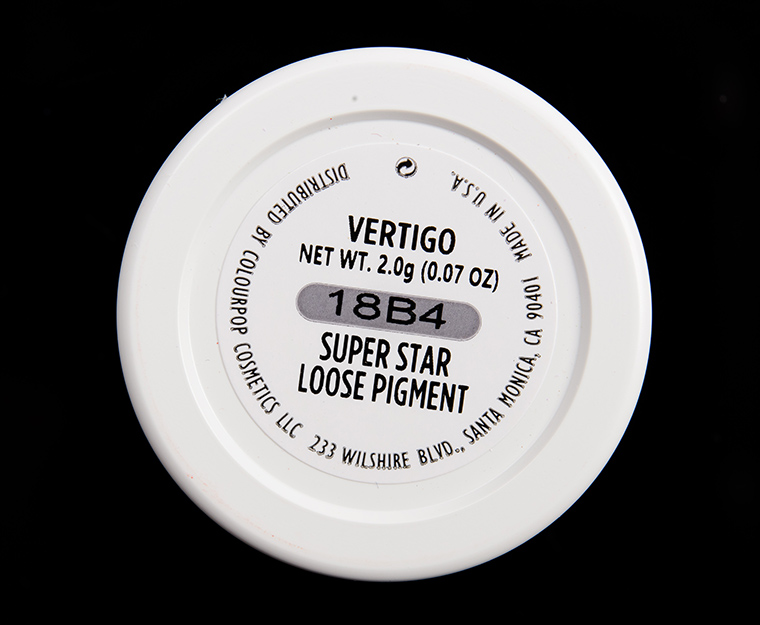 VERTIGO
NET WT. 2.0g (0.07 OZ)
18B4
SUPER STAR
LOOSE PIGMENT
DISTRIBUTED BY COLOURPOP COSMETICS LLC 233 WILSHIRE BLVD., SANTA MONICA, CA 90401 MADE IN U.S.A.